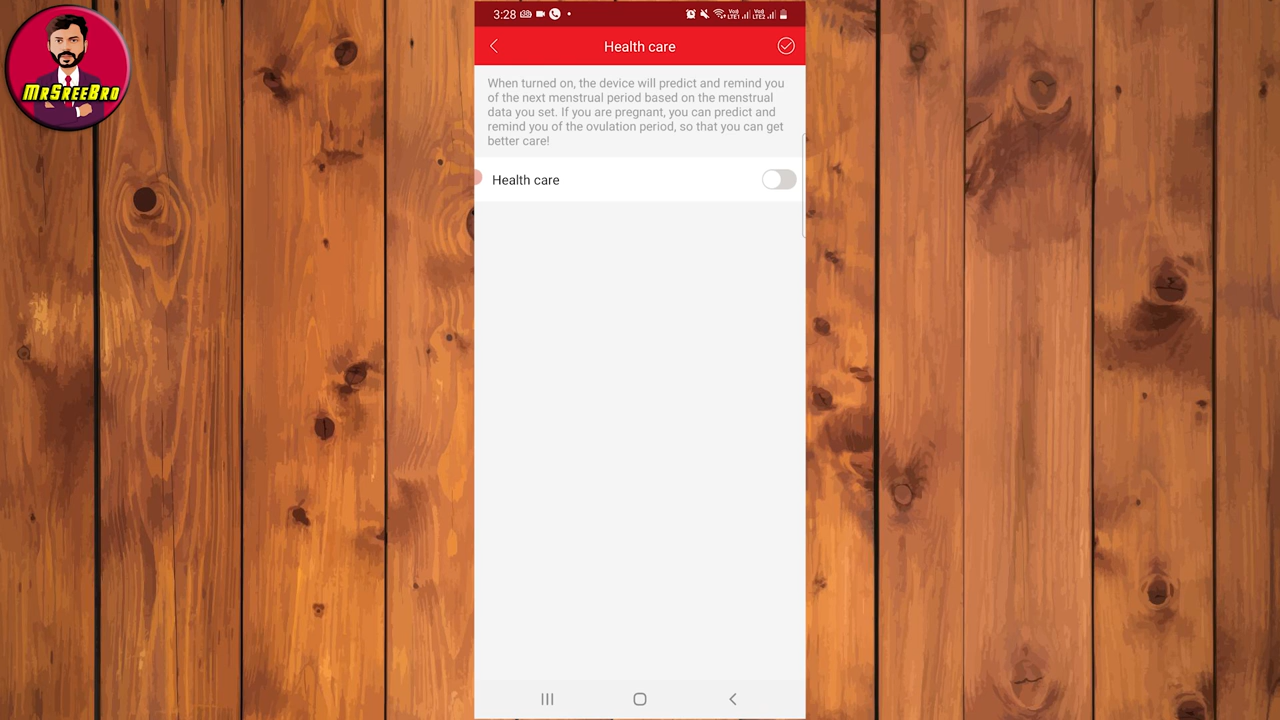 MRSREEBRO
3:28
LTE1
LTE2
Health care
When turned on, the device will predict and remind you
of the next menstrual period based on the menstrual
data you set. If you are pregnant, you can predict and
remind you of the ovulation period, so that you can get
better care!
Health care